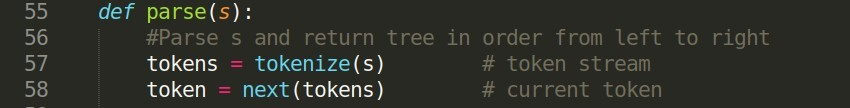 55 def parse(s):
56 #Parse s and return tree in order from left to right
57 tokens = tokenize(s) # token stream
58 token = next(tokens) # current token